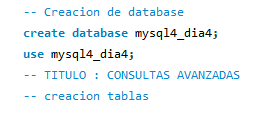 -- Creacion de database
create database mysql4_dia4;
use mysql4_dia4;
-- TITULO : CONSULTAS AVANZADAS
-- creacion tablas